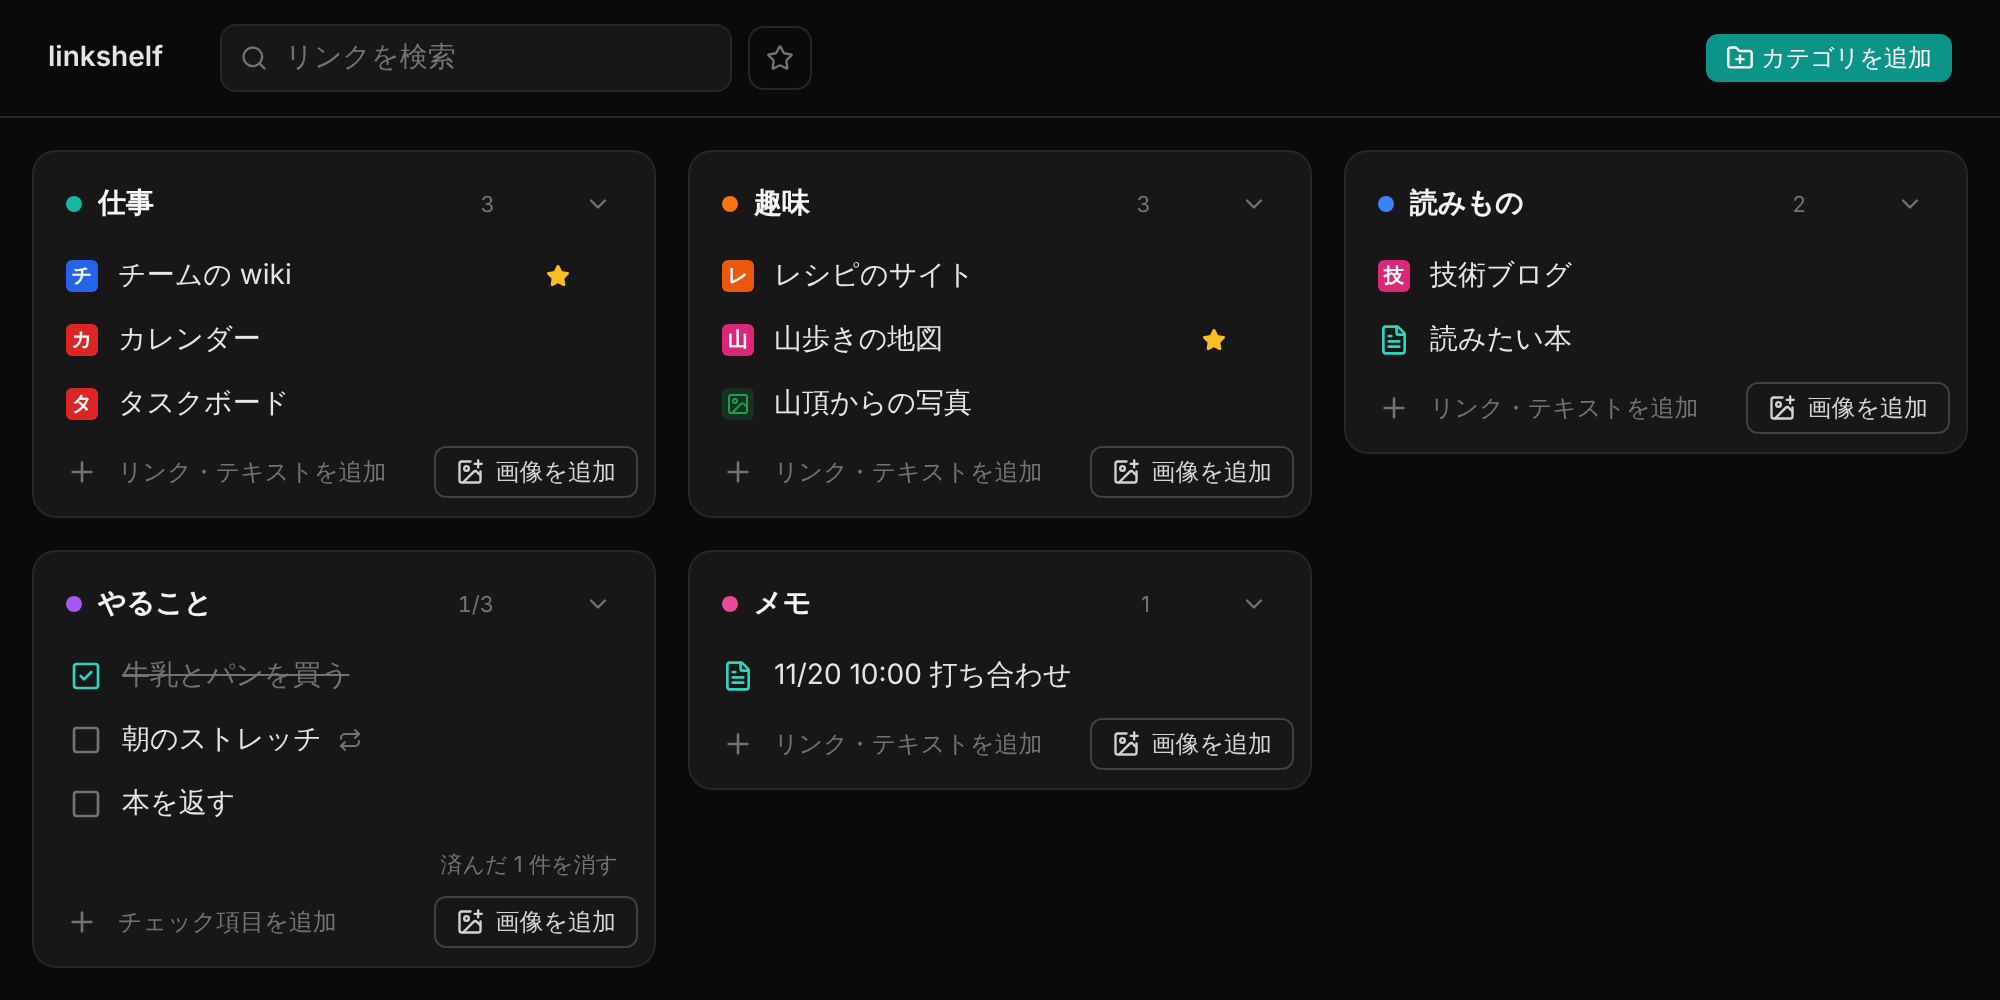 linkshelf
リンクを検索
カテゴリを追加
仕事 3
チ チームの wiki
カ カレンダー
タ タスクボード
リンク・テキストを追加 画像を追加
趣味 3
レ レシピのサイト
山 山歩きの地図
山頂からの写真
リンク・テキストを追加 画像を追加
読みもの 2
技 技術ブログ
読みたい本
リンク・テキストを追加 画像を追加
やること 1/3
牛乳とパンを買う
朝のストレッチ
本を返す
済んだ 1 件を消す
チェック項目を追加 画像を追加
メモ 1
11/20 10:00 打ち合わせ
リンク・テキストを追加 画像を追加